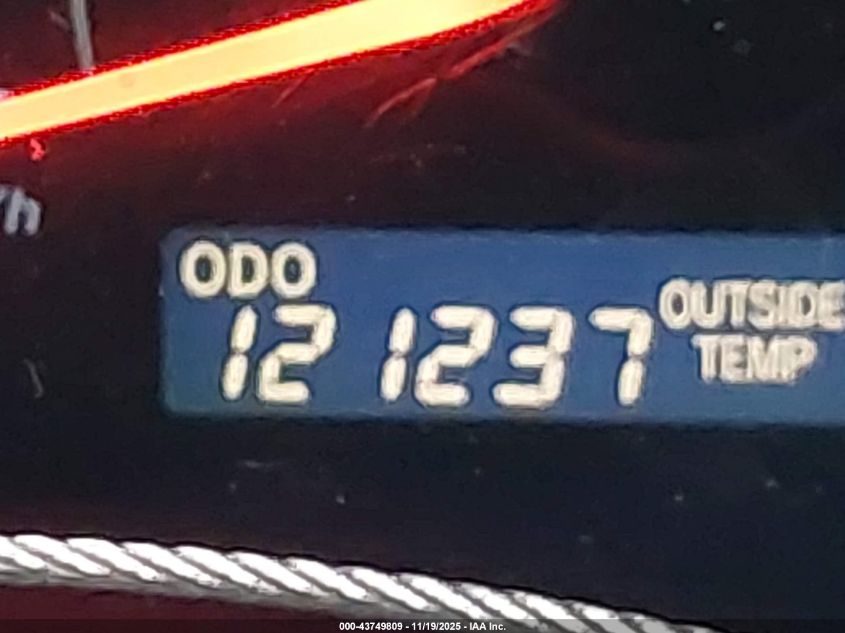 /h
ODO
121237
OUTSIDE
TEMP
000-43749809 - 11/19/2025 - IAA Inc.